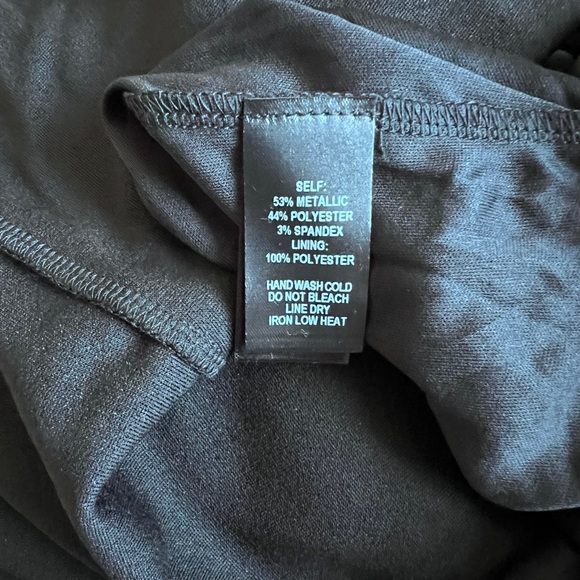 SELF:
53% METALLIC
44% POLYESTER
3% SPANDEX
LINING:
100% POLYESTER
HAND WASH COLD
DO NOT BLEACH
LINE DRY
IRON LOW HEAT